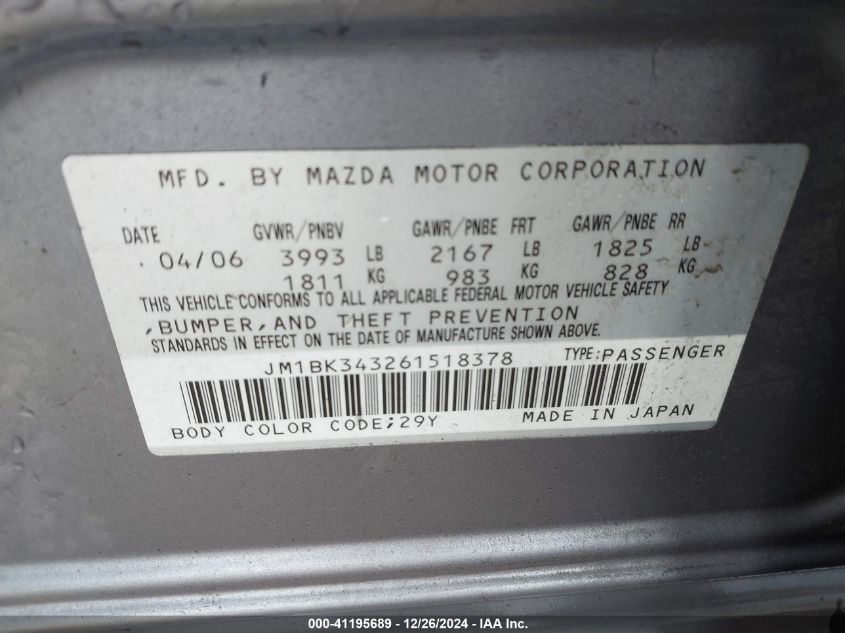 MFD. BY MAZDA MOTOR CORPORATION
DATE GVWR/PNBV GAWR/PNBE FRT GAWR/PNBE RR
04/06 3993 LB 2167 LB 1825 LB
1811 KG 983 KG 828 KG
THIS VEHICLE CONFORMS TO ALL APPLICABLE FEDERAL MOTOR VEHICLE SAFETY
,BUMPER,AND THEFT PREVENTION
STANDARDS IN EFFECT ON THE DATE OF MANUFACTURE SHOWN ABOVE.
JM1BK343261518378 TYPE:PASSENGER
BODY COLOR CODE;29Y MADE IN JAPAN
000-41195689 - 12/26/2024 - IAA, Inc.